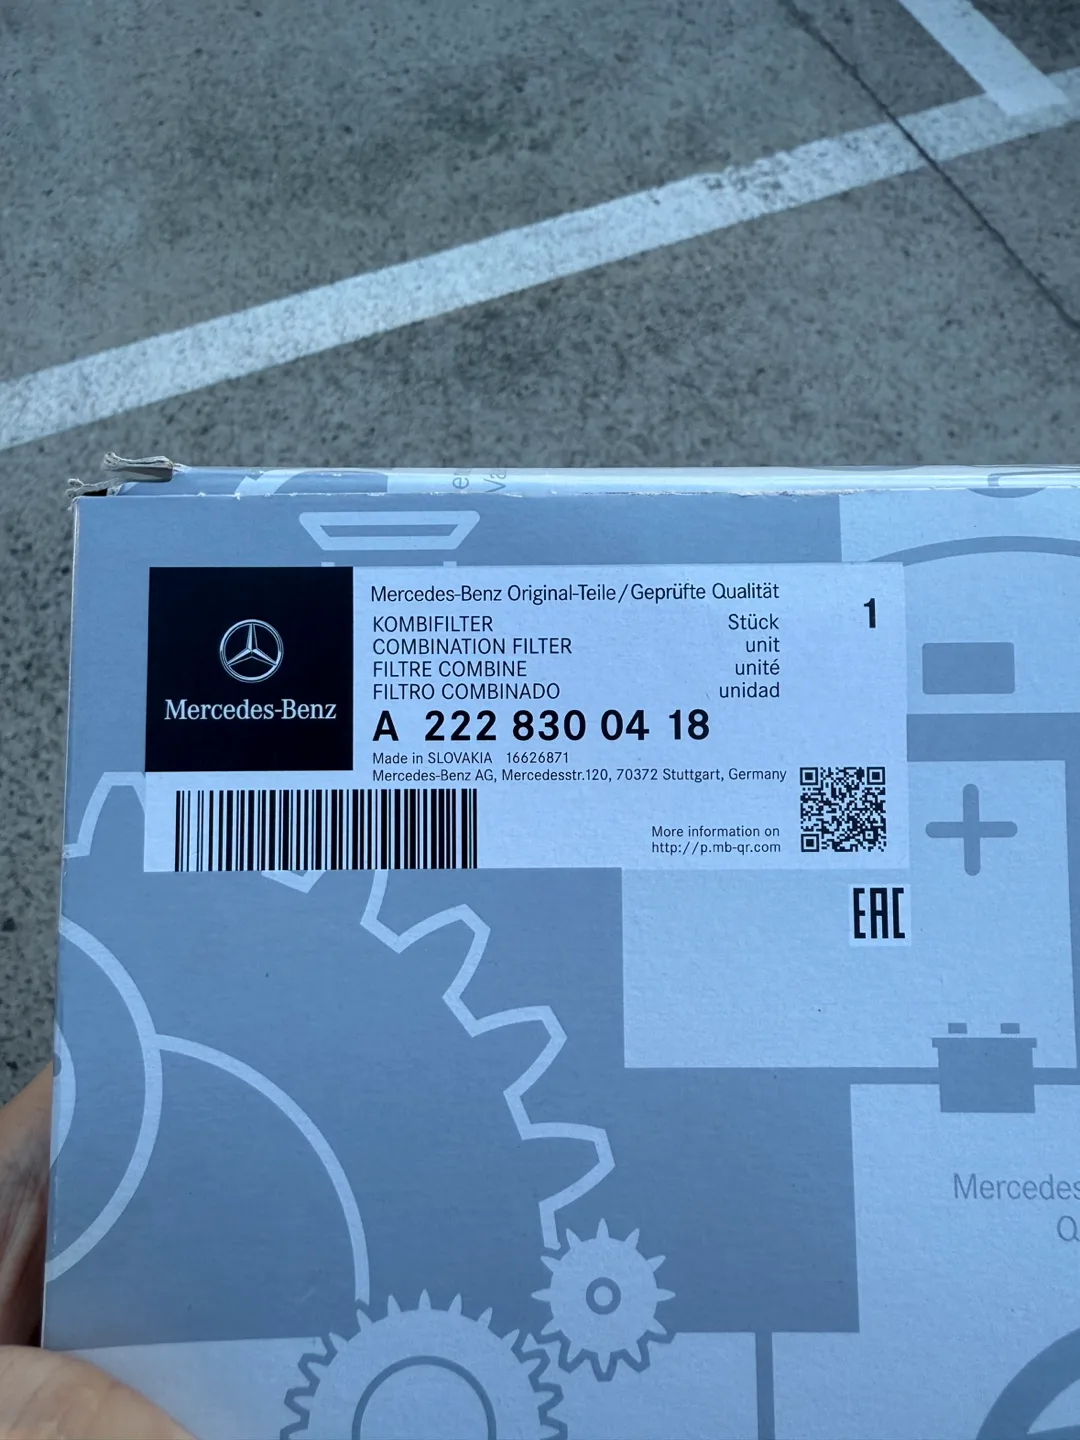 Mercedes-Benz
Mercedes-Benz Original-Teile/Geprüfte Qualität
KOMBIFILTER Stück 1
COMBINATION FILTER unit
FILTRE COMBINE unité
FILTRO COMBINADO unidad
A 222 830 04 18
Made in SLOVAKIA 16626871
Mercedes-Benz AG, Mercedesstr.120, 70372 Stuttgart, Germany
More information on
http://p.mb-qr.com
EAC
Mercedes
Q